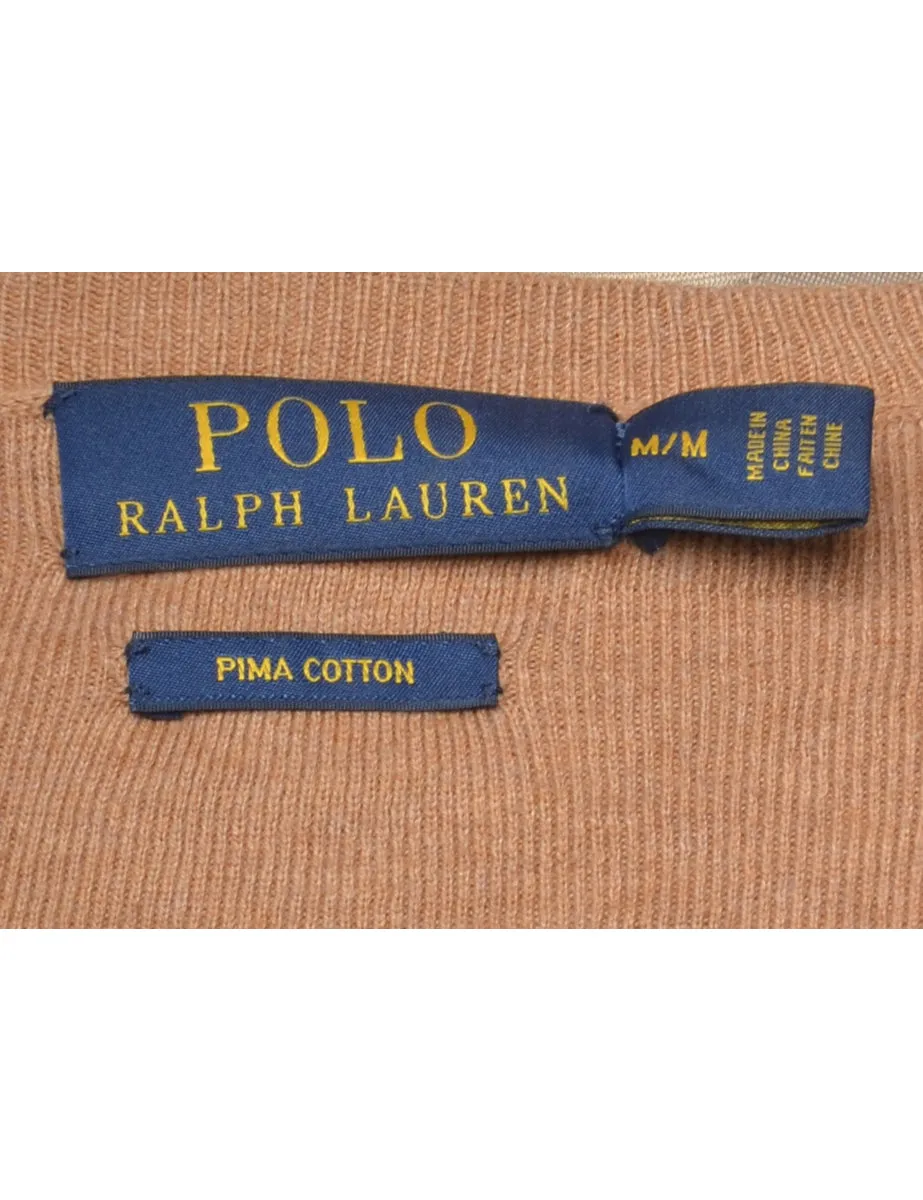 POLO
RALPH LAUREN
M/M
MADE IN
CHINA
FAIT EN
CHINE
PIMA COTTON